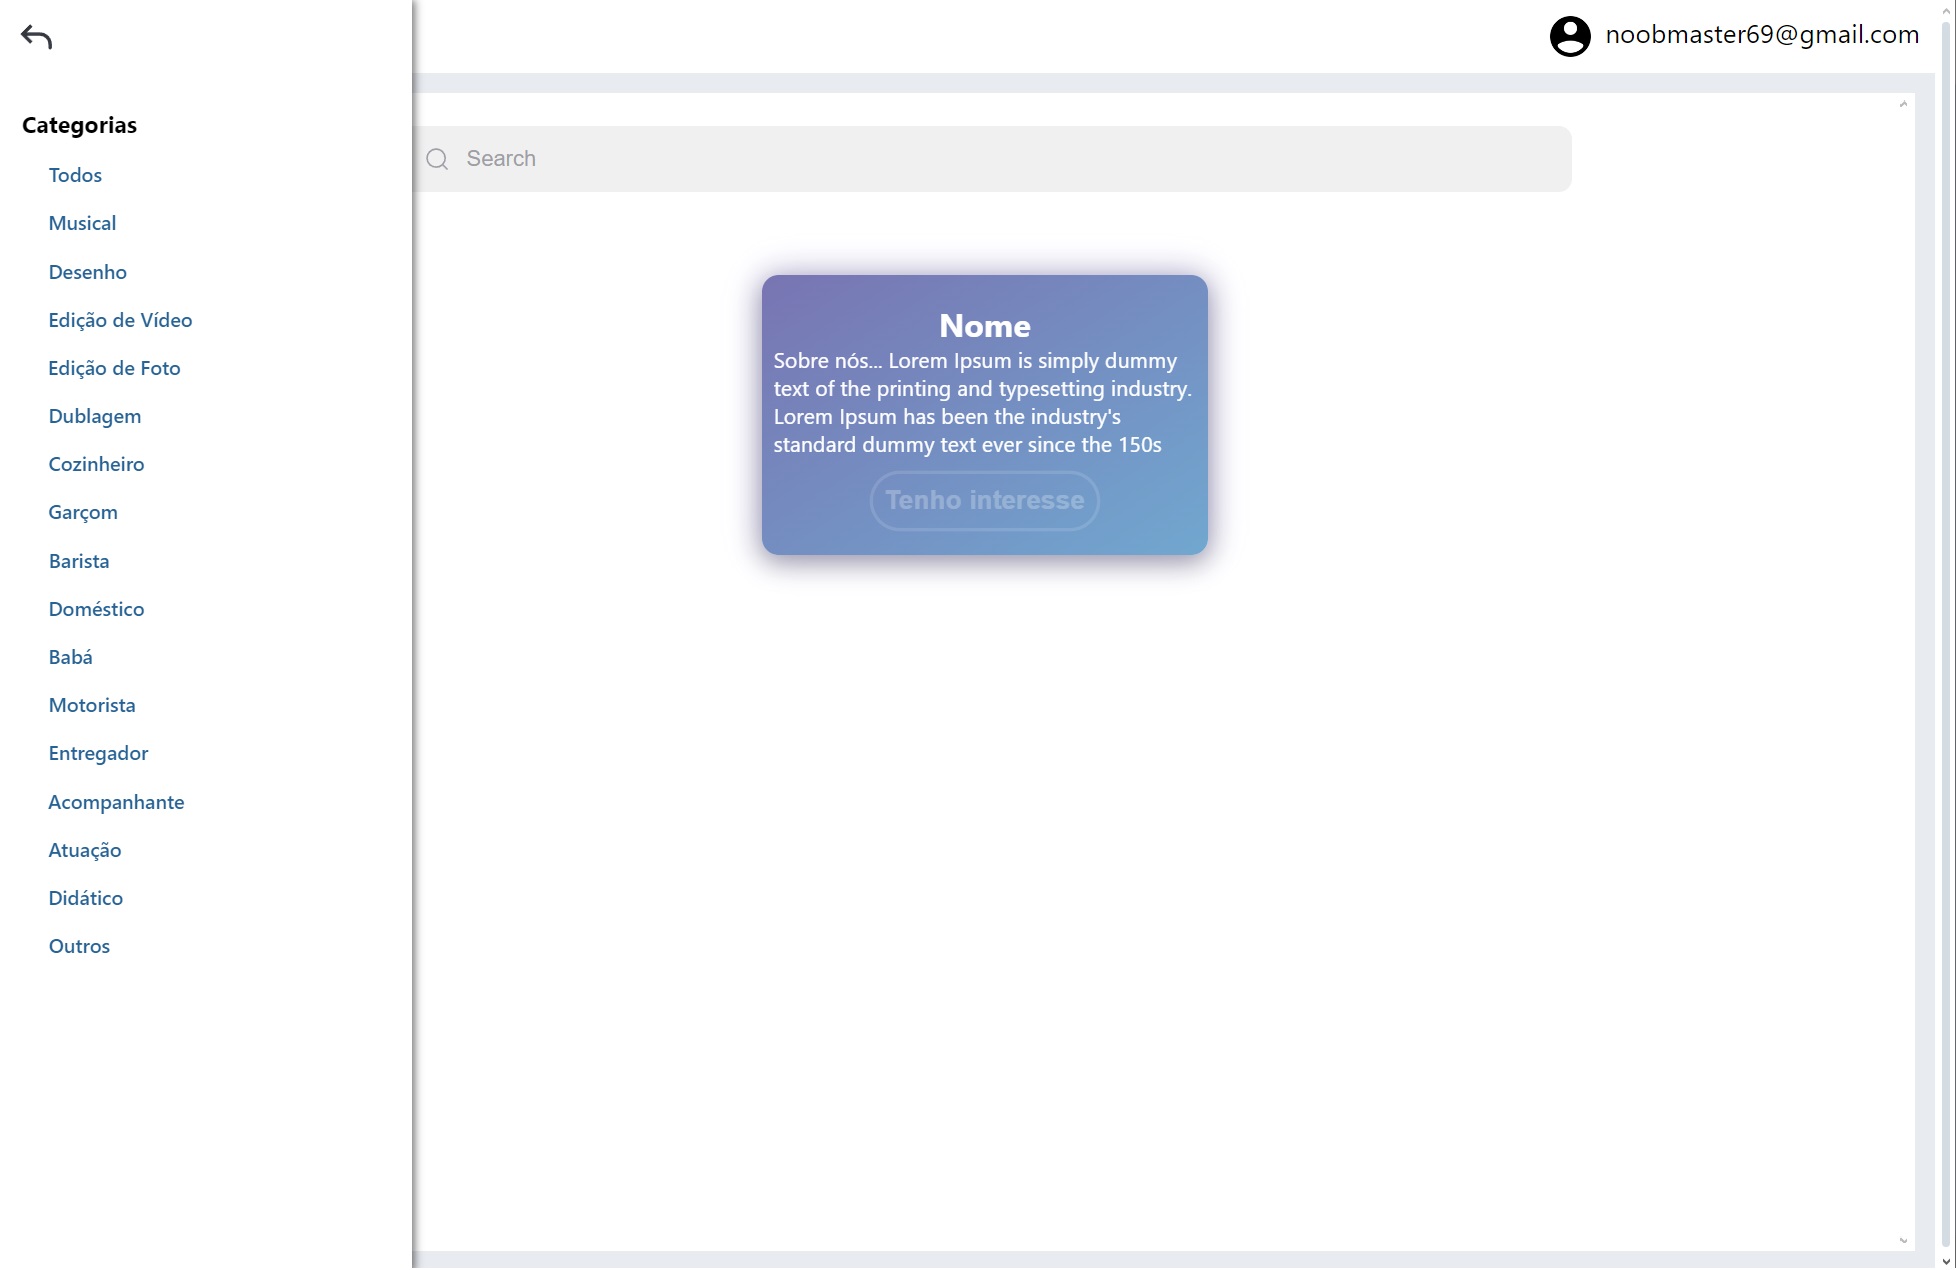 noobmaster69@gmail.com
Categorias
Todos
Musical
Desenho
Edição de Vídeo
Edição de Foto
Dublagem
Cozinheiro
Garçom
Barista
Doméstico
Babá
Motorista
Entregador
Acompanhante
Atuação
Didático
Outros
Search
Nome
Sobre nós... Lorem Ipsum is simply dummy
text of the printing and typesetting industry.
Lorem Ipsum has been the industry's
standard dummy text ever since the 150s
Tenho interesse